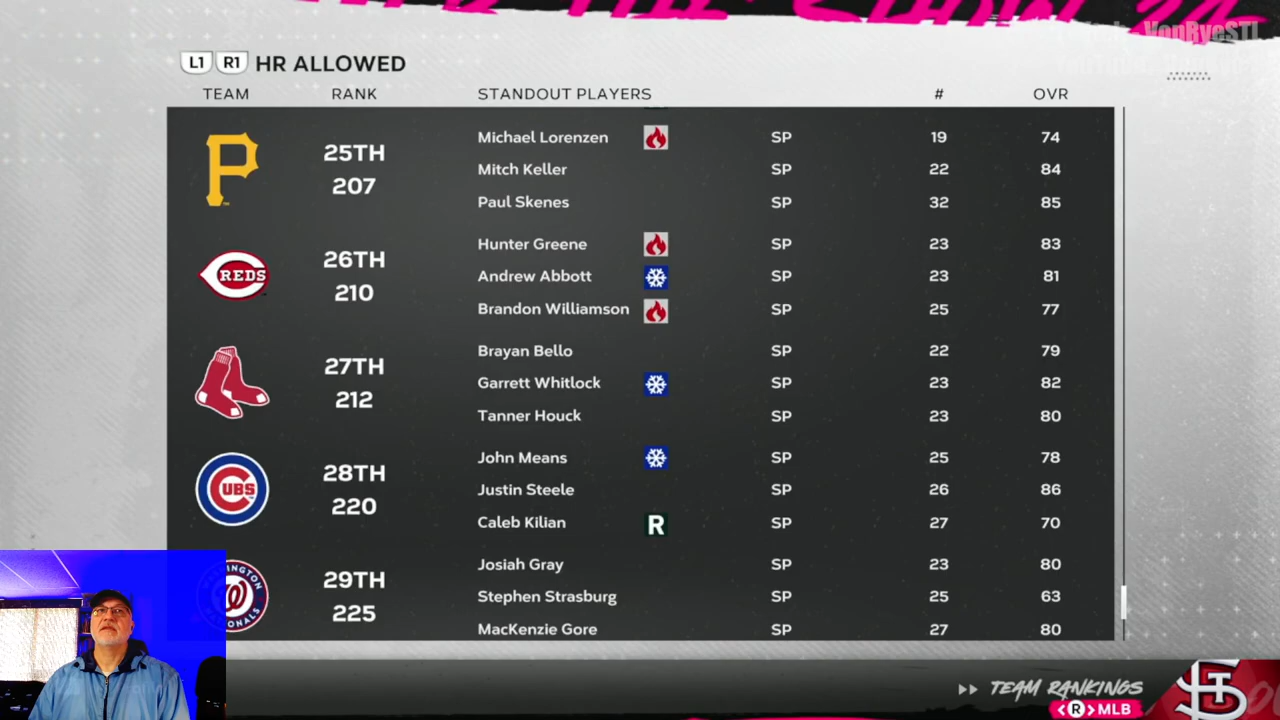 VonRyeSTL
L1 R1 HR ALLOWED
TEAM RANK STANDOUT PLAYERS # OVR
P 25TH 207
Michael Lorenzen SP 19 74
Mitch Keller SP 22 84
Paul Skenes SP 32 85
REDS 26TH 210
Hunter Greene SP 23 83
Andrew Abbott SP 23 81
Brandon Williamson SP 25 77
27TH 212
Brayan Bello SP 22 79
Garrett Whitlock SP 23 82
Tanner Houck SP 23 80
CUBS 28TH 220
John Means SP 25 78
Justin Steele SP 26 86
Caleb Kilian R SP 27 70
W 29TH 225
Josiah Gray SP 23 80
Stephen Strasburg SP 25 63
MacKenzie Gore SP 27 80
TEAM RANKINGS
R MLB
STL